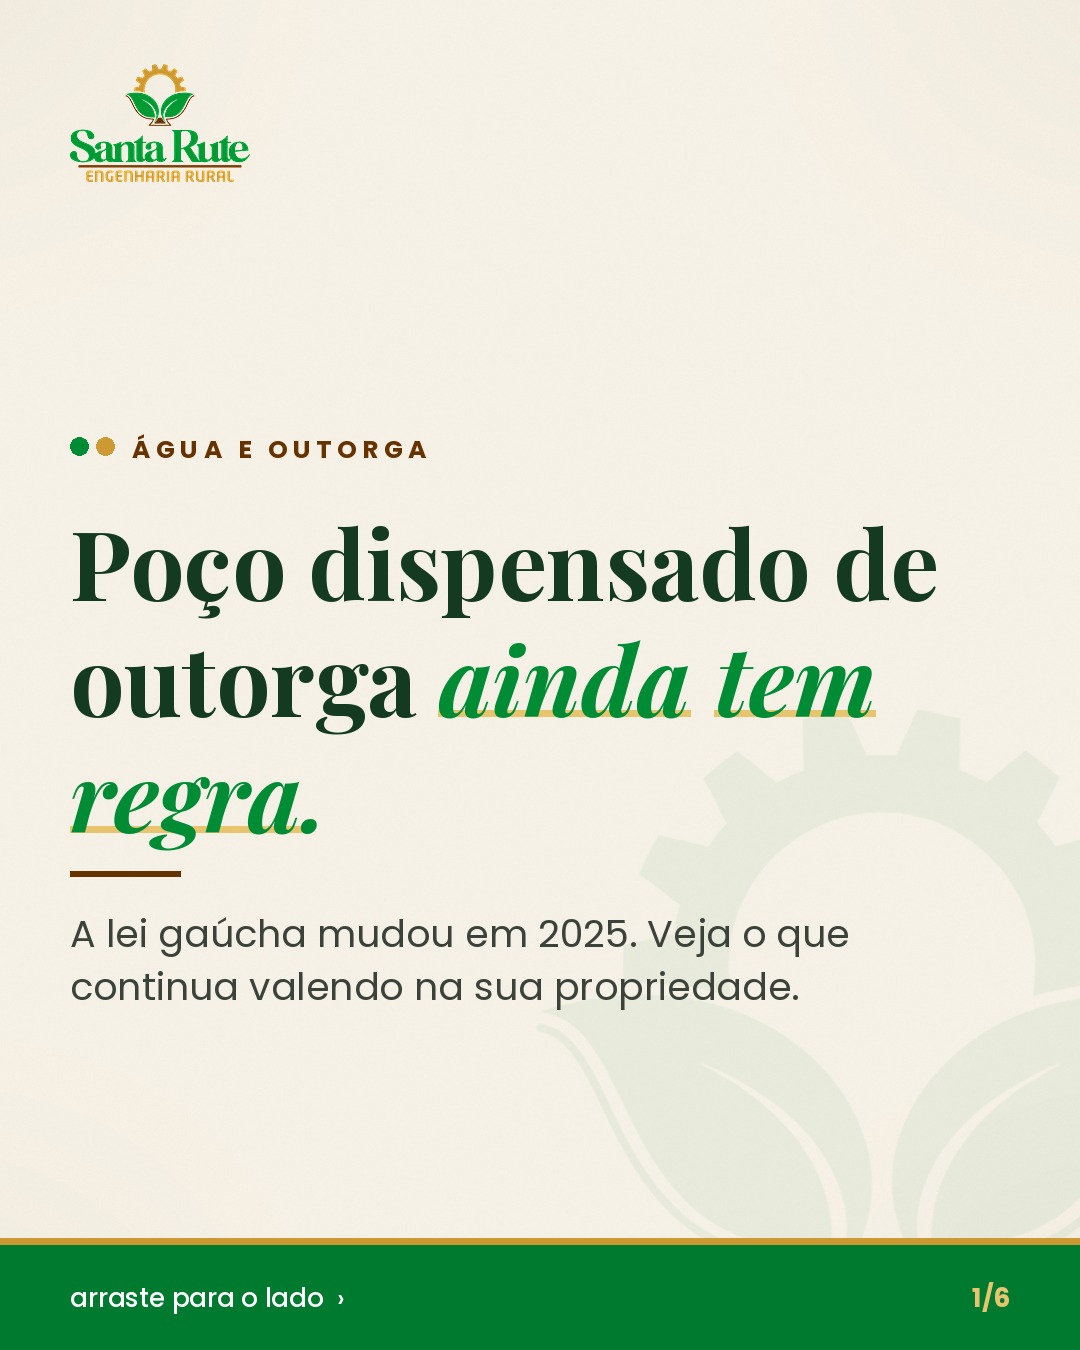 Santa Rute
ENGENHARIA RURAL
ÁGUA E OUTORGA
Poço dispensado de
outorga ainda tem
regra.
A lei gaúcha mudou em 2025. Veja o que
continua valendo na sua propriedade.
arraste para o lado ›
1/6